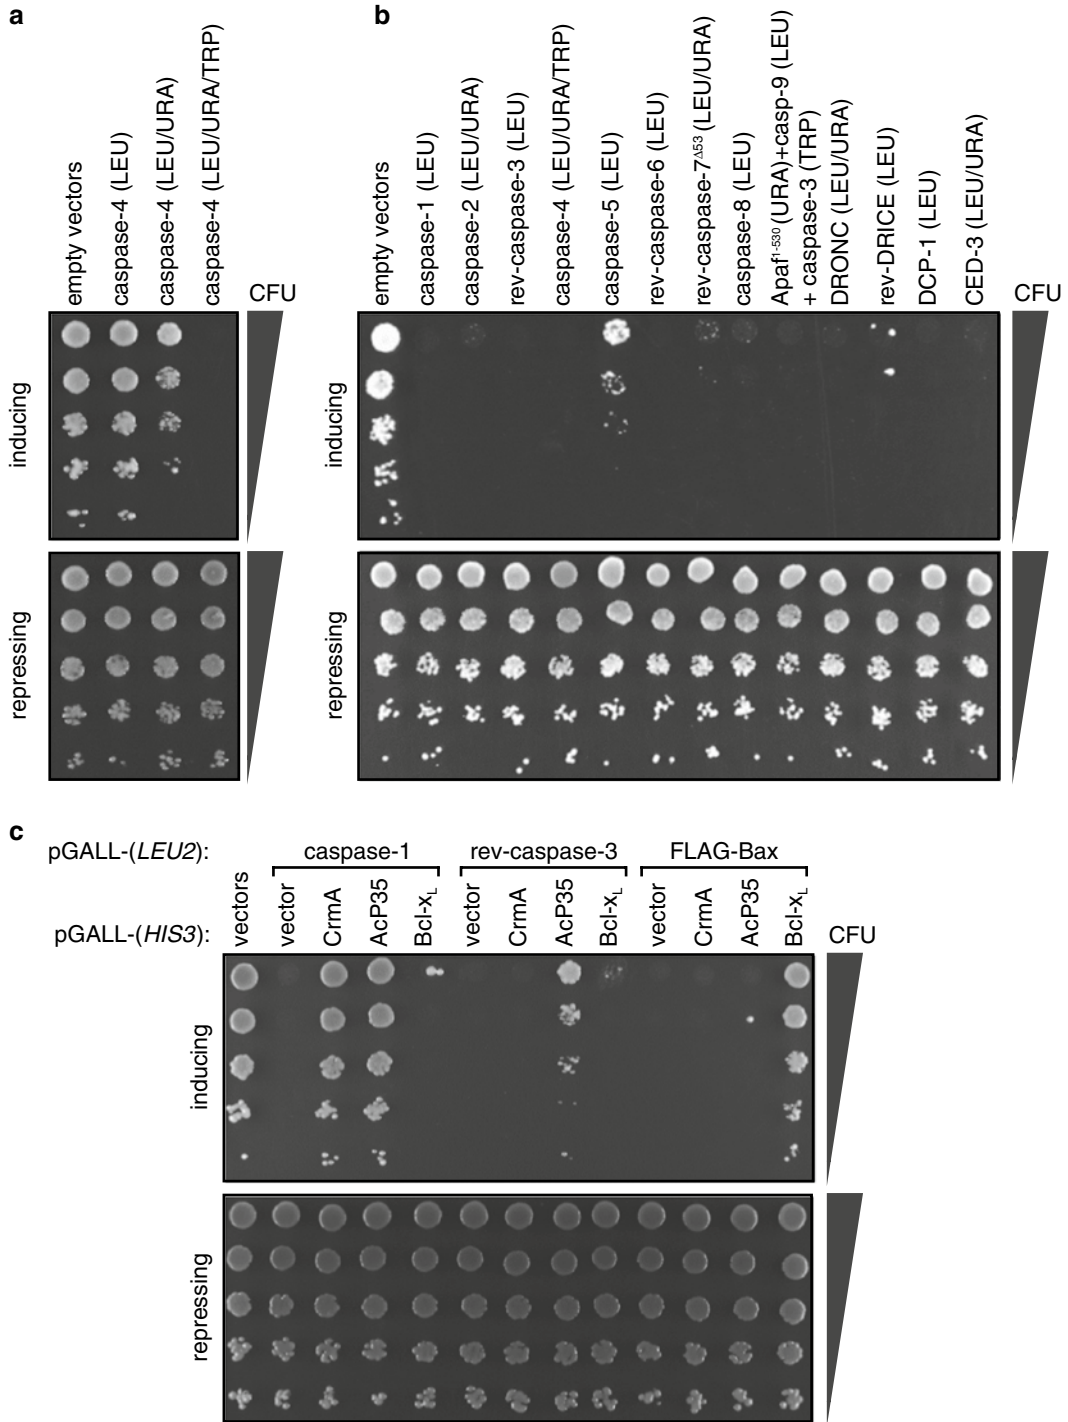 a
empty vectors
caspase-4 (LEU)
caspase-4 (LEU/URA)
caspase-4 (LEU/URA/TRP)
CFU
inducing
repressing
b
empty vectors
caspase-1 (LEU)
caspase-2 (LEU/URA)
rev-caspase-3 (LEU)
caspase-4 (LEU/URA/TRP)
caspase-5 (LEU)
rev-caspase-6 (LEU)
rev-caspase-7Δ53 (LEU/URA)
caspase-8 (LEU)
Apaf1-530 (URA)+casp-9 (LEU)
+ caspase-3 (TRP)
DRONC (LEU/URA)
rev-DRICE (LEU)
DCP-1 (LEU)
CED-3 (LEU/URA)
CFU
inducing
repressing
c
pGALL-(LEU2):
caspase-1
rev-caspase-3
FLAG-Bax
pGALL-(HIS3):
vectors
vector
CrmA
AcP35
Bcl-xL
vector
CrmA
AcP35
Bcl-xL
vector
CrmA
AcP35
Bcl-xL
CFU
inducing
repressing